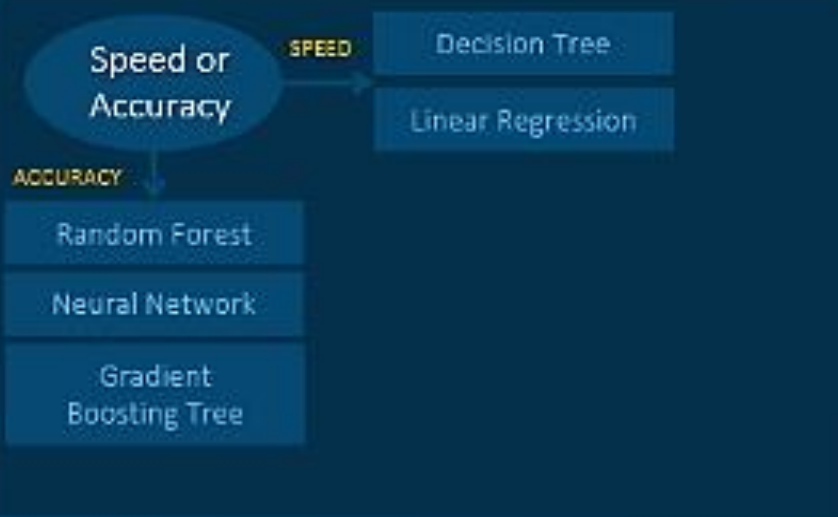 Speed or
Accuracy
SPEED
Decision Tree
Linear Regression
ACCURACY
Random Forest
Neural Network
Gradient
Boosting Tree